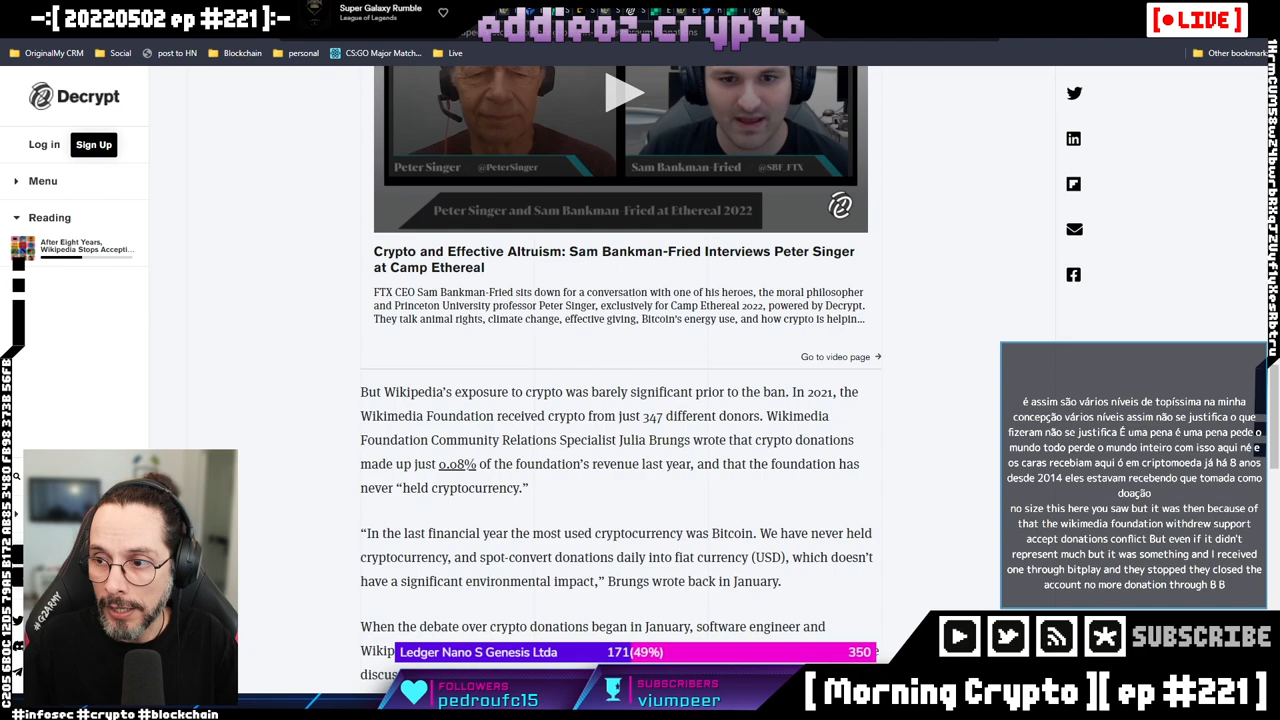 -:[ 20220502 ep #221 ]:-
Super Galaxy Rumble
League of Legends
eddieoz.crypto
[ • LIVE ]
OriginalMy CRM
Social
post to HN
Blockchain
personal
CS:GO Major Match...
Live
Other bookmark
Decrypt
Log in
Sign Up
Menu
Reading
After Eight Years,
Wikipedia Stops Accepti...
Peter Singer @PeterSinger
Sam Bankman-Fried @SBF_FTX
Peter Singer and Sam Bankman-Fried at Ethereal 2022
Crypto and Effective Altruism: Sam Bankman-Fried Interviews Peter Singer
at Camp Ethereal
FTX CEO Sam Bankman-Fried sits down for a conversation with one of his heroes, the moral philosopher
and Princeton University professor Peter Singer, exclusively for Camp Ethereal 2022, powered by Decrypt.
They talk animal rights, climate change, effective giving, Bitcoin's energy use, and how crypto is helpin...
Go to video page
But Wikipedia's exposure to crypto was barely significant prior to the ban. In 2021, the
Wikimedia Foundation received crypto from just 347 different donors. Wikimedia
Foundation Community Relations Specialist Julia Brungs wrote that crypto donations
made up just 0.08% of the foundation's revenue last year, and that the foundation has
never “held cryptocurrency.”
“In the last financial year the most used cryptocurrency was Bitcoin. We have never held
cryptocurrency, and spot-convert donations daily into fiat currency (USD), which doesn't
have a significant environmental impact,” Brungs wrote back in January.
When the debate over crypto donations began in January, software engineer and
Wikip
discus
é assim são vários níveis de topíssima na minha
concepção vários níveis assim não se justifica o que
fizeram não se justifica É uma pena é uma pena pede o
mundo todo perde o mundo inteiro com isso aqui né e
os caras recebiam aqui ó em criptomoeda já há 8 anos
desde 2014 eles estavam recebendo que tomada como
doação
no size this here you saw but it was then because of
that the wikimedia foundation withdrew support
accept donations conflict But even if it didn't
represent much but it was something and I received
one through bitplay and they stopped they closed the
account no more donation through B B
Ledger Nano S Genesis Ltda 171(49%) 350
FOLLOWERS
pedroufc15
SUBSCRIBERS
vjumpeer
SUBSCRIBE
[ Morning Crypto ][ ep #221 ]
#G2ARMY
#infosec #crypto #blockchain